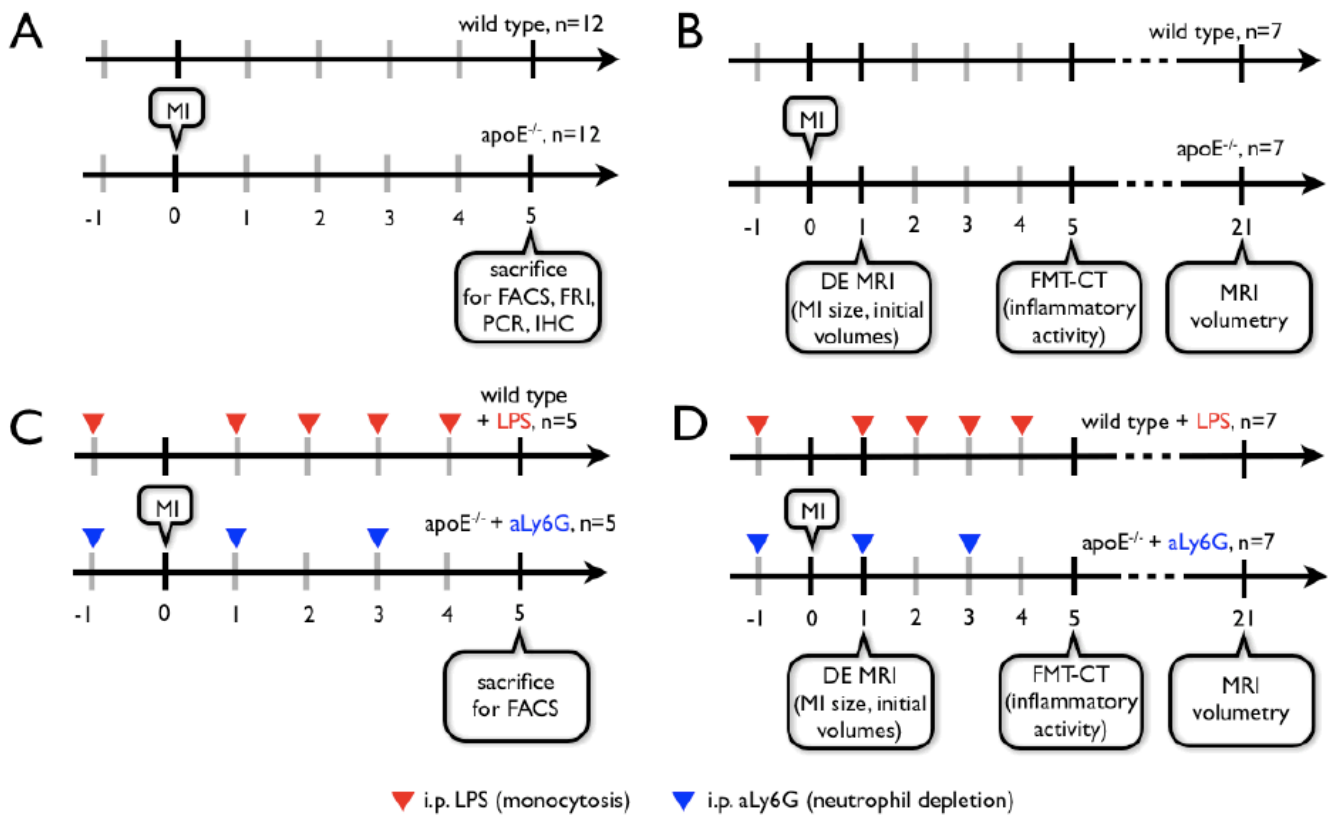 A
wild type, n=12
MI
apoE-/-, n=12
-1 0 1 2 3 4 5
sacrifice
for FACS, FRI,
PCR, IHC
B
wild type, n=7
MI
apoE-/-, n=7
-1 0 1 2 3 4 5 21
DE MRI
(MI size, initial
volumes)
FMT-CT
(inflammatory
activity)
MRI
volumetry
C
wild type
+ LPS, n=5
MI
apoE-/- + aLy6G, n=5
-1 0 1 2 3 4 5
sacrifice
for FACS
D
wild type + LPS, n=7
MI
apoE-/- + aLy6G, n=7
-1 0 1 2 3 4 5 21
DE MRI
(MI size, initial
volumes)
FMT-CT
(inflammatory
activity)
MRI
volumetry
i.p. LPS (monocytosis)
i.p. aLy6G (neutrophil depletion)